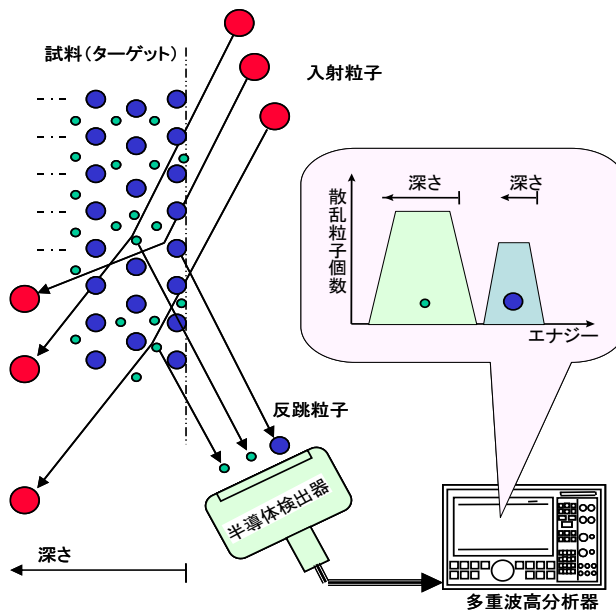 試料（ターゲット）
入射粒子
深さ
深さ
散乱粒子個数
エナジー
反跳粒子
半導体検出器
深さ
多重波高分析器